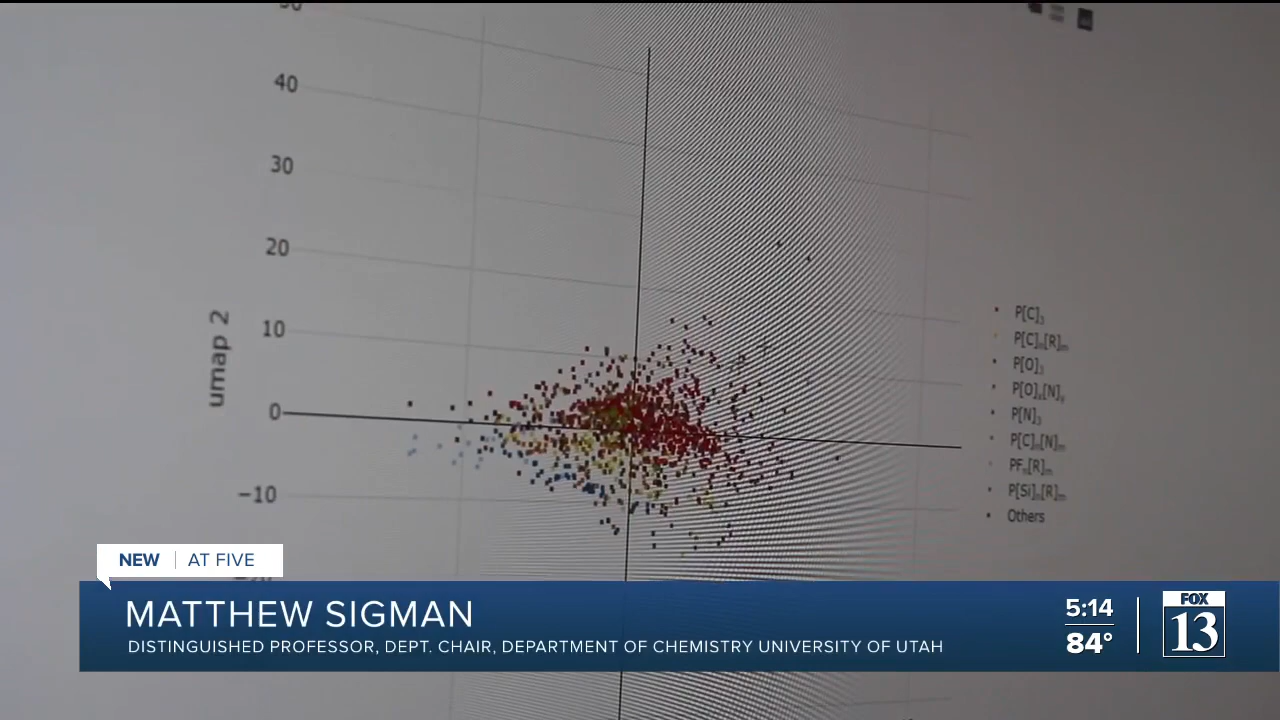 50
40
30
20
10
0
−10
umap 2
P[C]₃
P[C]ₙ[R]ₘ
P[O]₃
P[N]₃
P[C]ₙ[N]ₘ
PFₙ[R]ₘ
P[Si]ₙ[R]ₘ
Others
NEW AT FIVE
MATTHEW SIGMAN
DISTINGUISHED PROFESSOR, DEPT. CHAIR, DEPARTMENT OF CHEMISTRY UNIVERSITY OF UTAH
5:14
84°
FOX
13